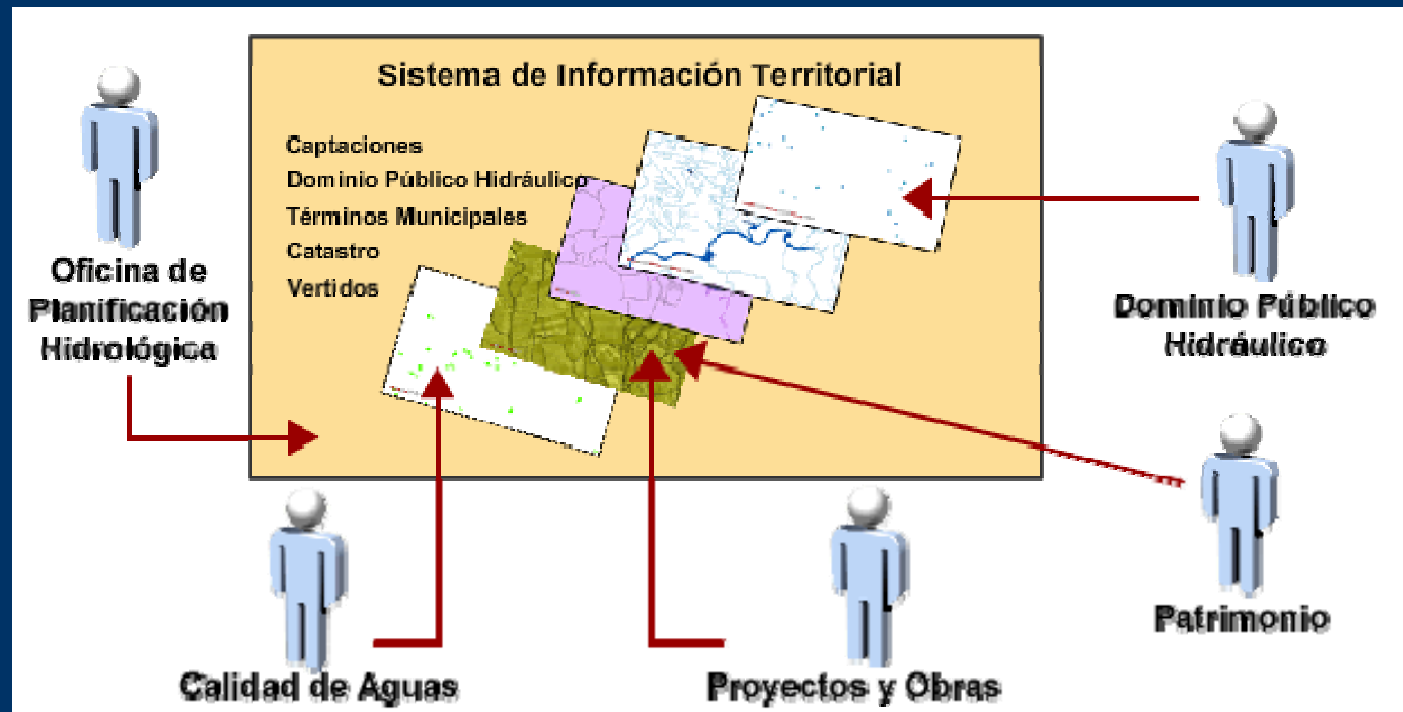 Sistema de Información Territorial
Captaciones
Dominio Público Hidráulico
Términos Municipales
Catastro
Vertidos
Oficina de
Planificación
Hidrológica
Dominio Público
Hidráulico
Patrimonio
Calidad de Aguas
Proyectos y Obras